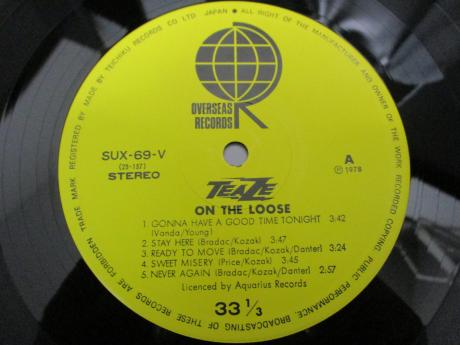 TRADE MARK REGISTERED BY MADE BY TEICHIKU RECORDS CO LTD. JAPAN • ALL RIGHT OF THE MANUFACTURER AND OWNER OF THE WORK RECORDED COPYING, PUBLIC PERFORMANCE, BROADCASTING OF THESE RECORDS ARE FORBIDDEN
OVERSEAS
RECORDS
R
SUX-69-V
(25-157)
STEREO
A
Ⓟ 1978
TEAZE
ON THE LOOSE
1. GONNA HAVE A GOOD TIME TONIGHT 3:42
(Vanda/Young)
2. STAY HERE (Bradac/Kozak) 3:47
3. READY TO MOVE (Bradac/Kozak/Danter) 3:24
4. SWEET MISERY (Price/Kozak) 3:45
5. NEVER AGAIN (Bradac/Kozak/Danter) 2:57
Licenced by Aquarius Records
33 1/3